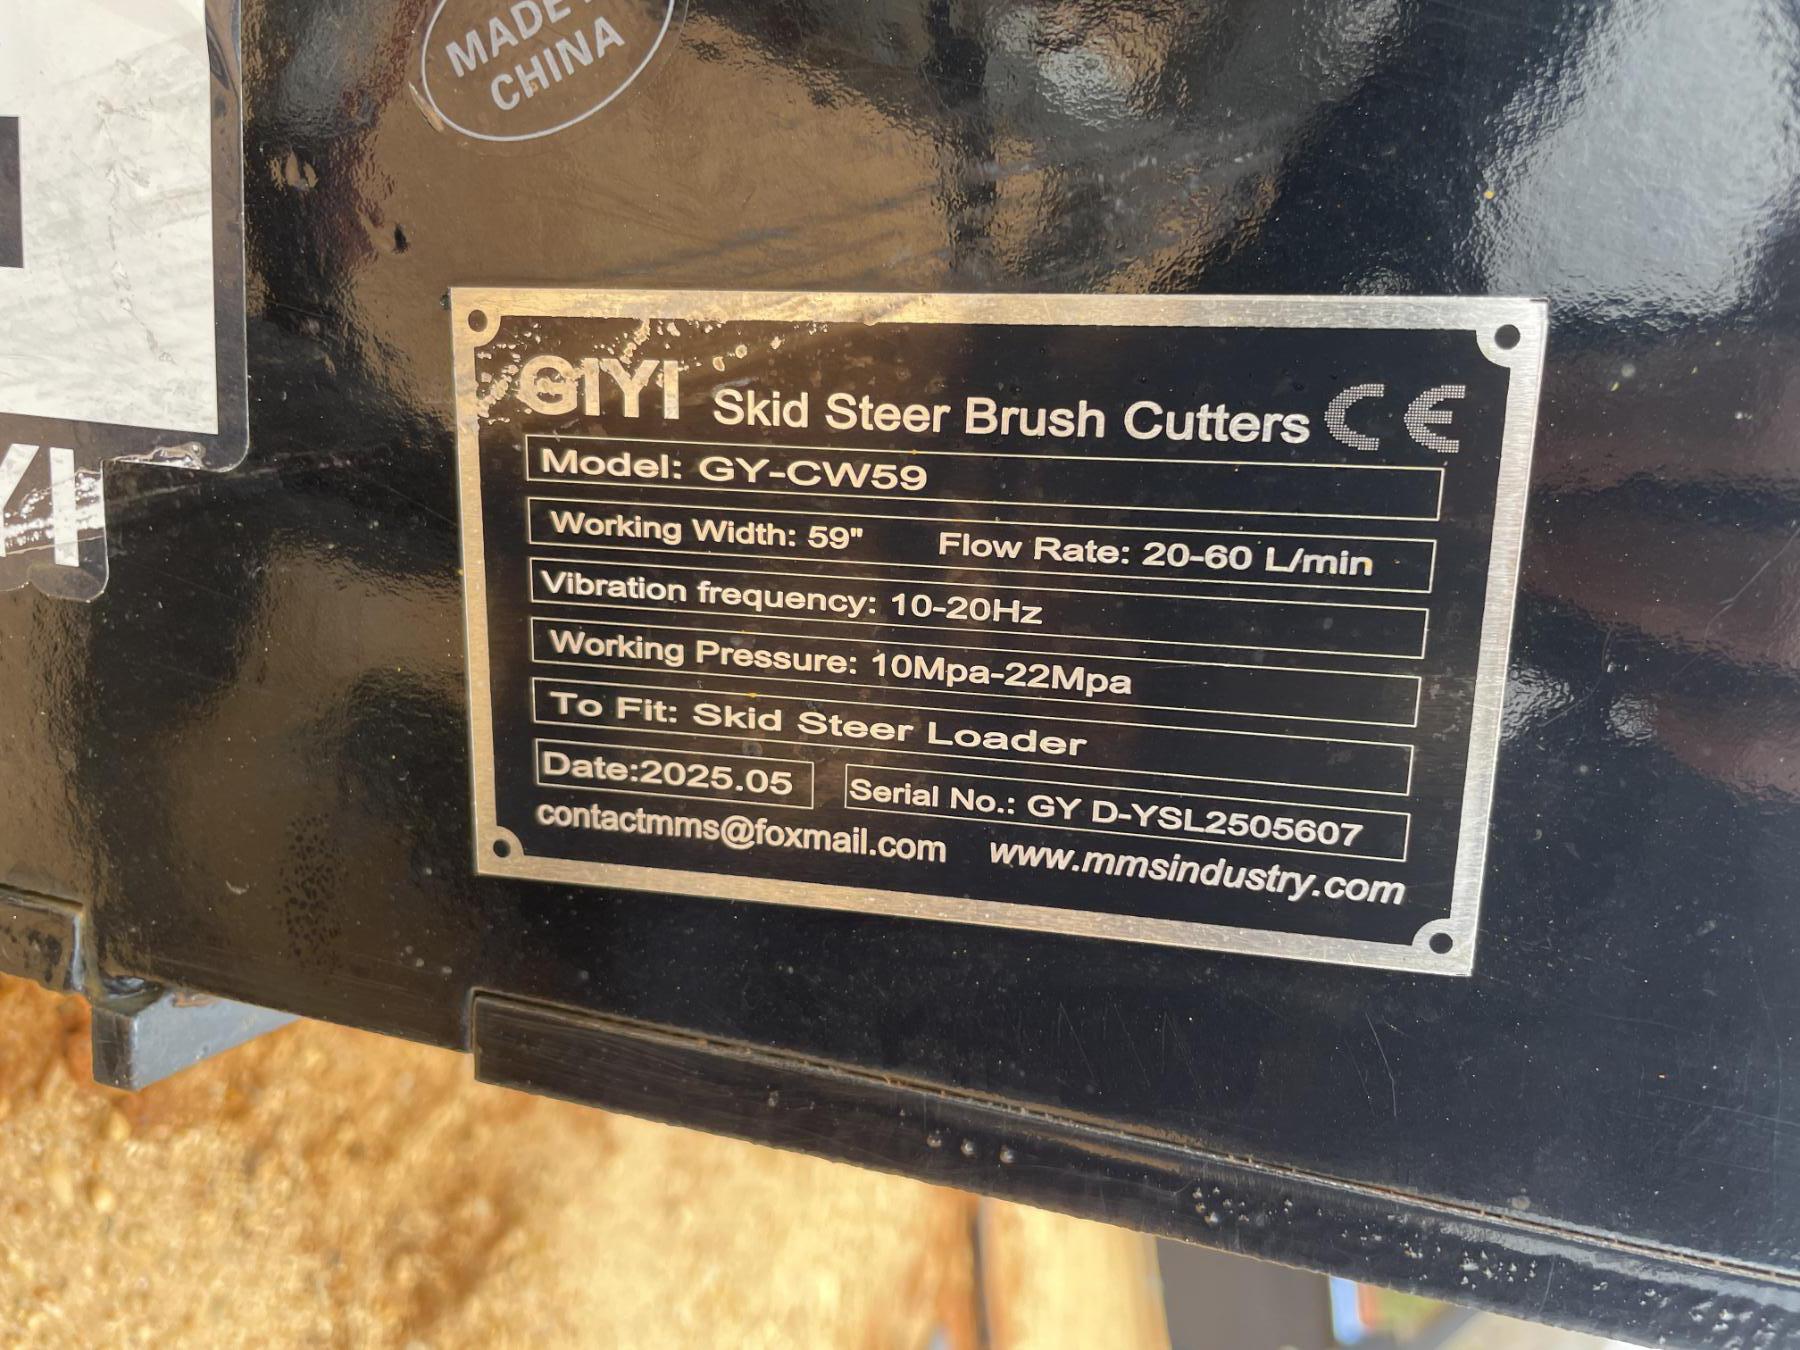 MADE
CHINA
GIYI Skid Steer Brush Cutters CE
Model: GY-CW59
Working Width: 59" Flow Rate: 20-60 L/min
Vibration frequency: 10-20Hz
Working Pressure: 10Mpa-22Mpa
To Fit: Skid Steer Loader
Date:2025.05 Serial No.: GY D-YSL2505607
contactmms@foxmail.com www.mmsindustry.com